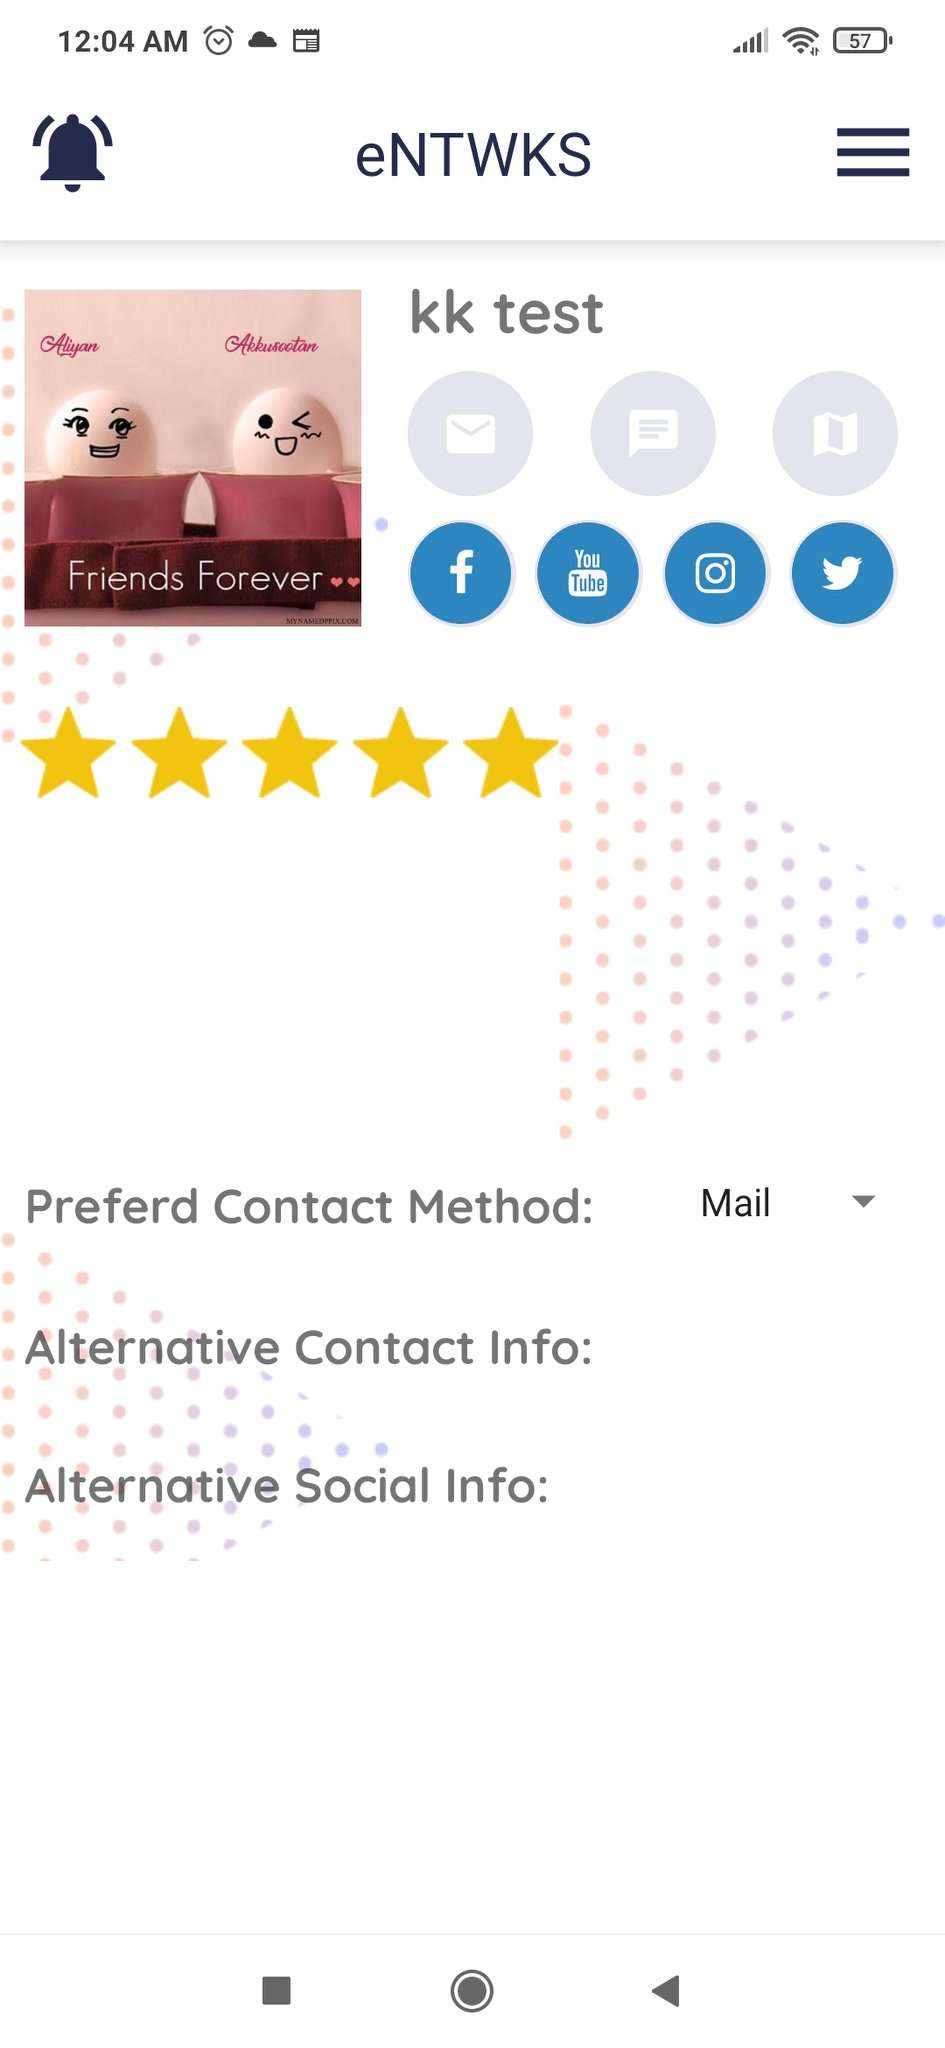 12:04 AM
57
eNTWKS
kk test
Aliyan
Akkusootan
Friends Forever
MYNAMEDPPIX.COM
You
Tube
Preferd Contact Method:
Mail
Alternative Contact Info:
Alternative Social Info: